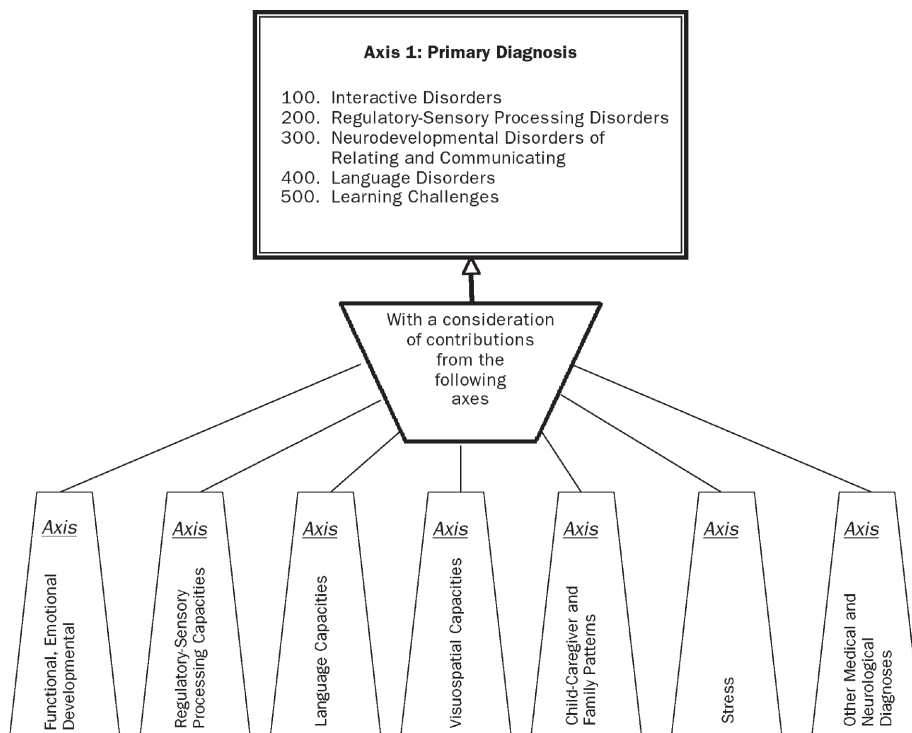 Axis 1: Primary Diagnosis
100. Interactive Disorders
200. Regulatory-Sensory Processing Disorders
300. Neurodevelopmental Disorders of
Relating and Communicating
400. Language Disorders
500. Learning Challenges
With a consideration
of contributions
from the
following
axes
Axis
Functional, Emotional
Developmental
Axis
Regulatory-Sensory
Processing Capacities
Axis
Language Capacities
Axis
Visuospatial Capacities
Axis
Child-Caregiver and
Family Patterns
Axis
Stress
Axis
Other Medical and
Neurological
Diagnoses